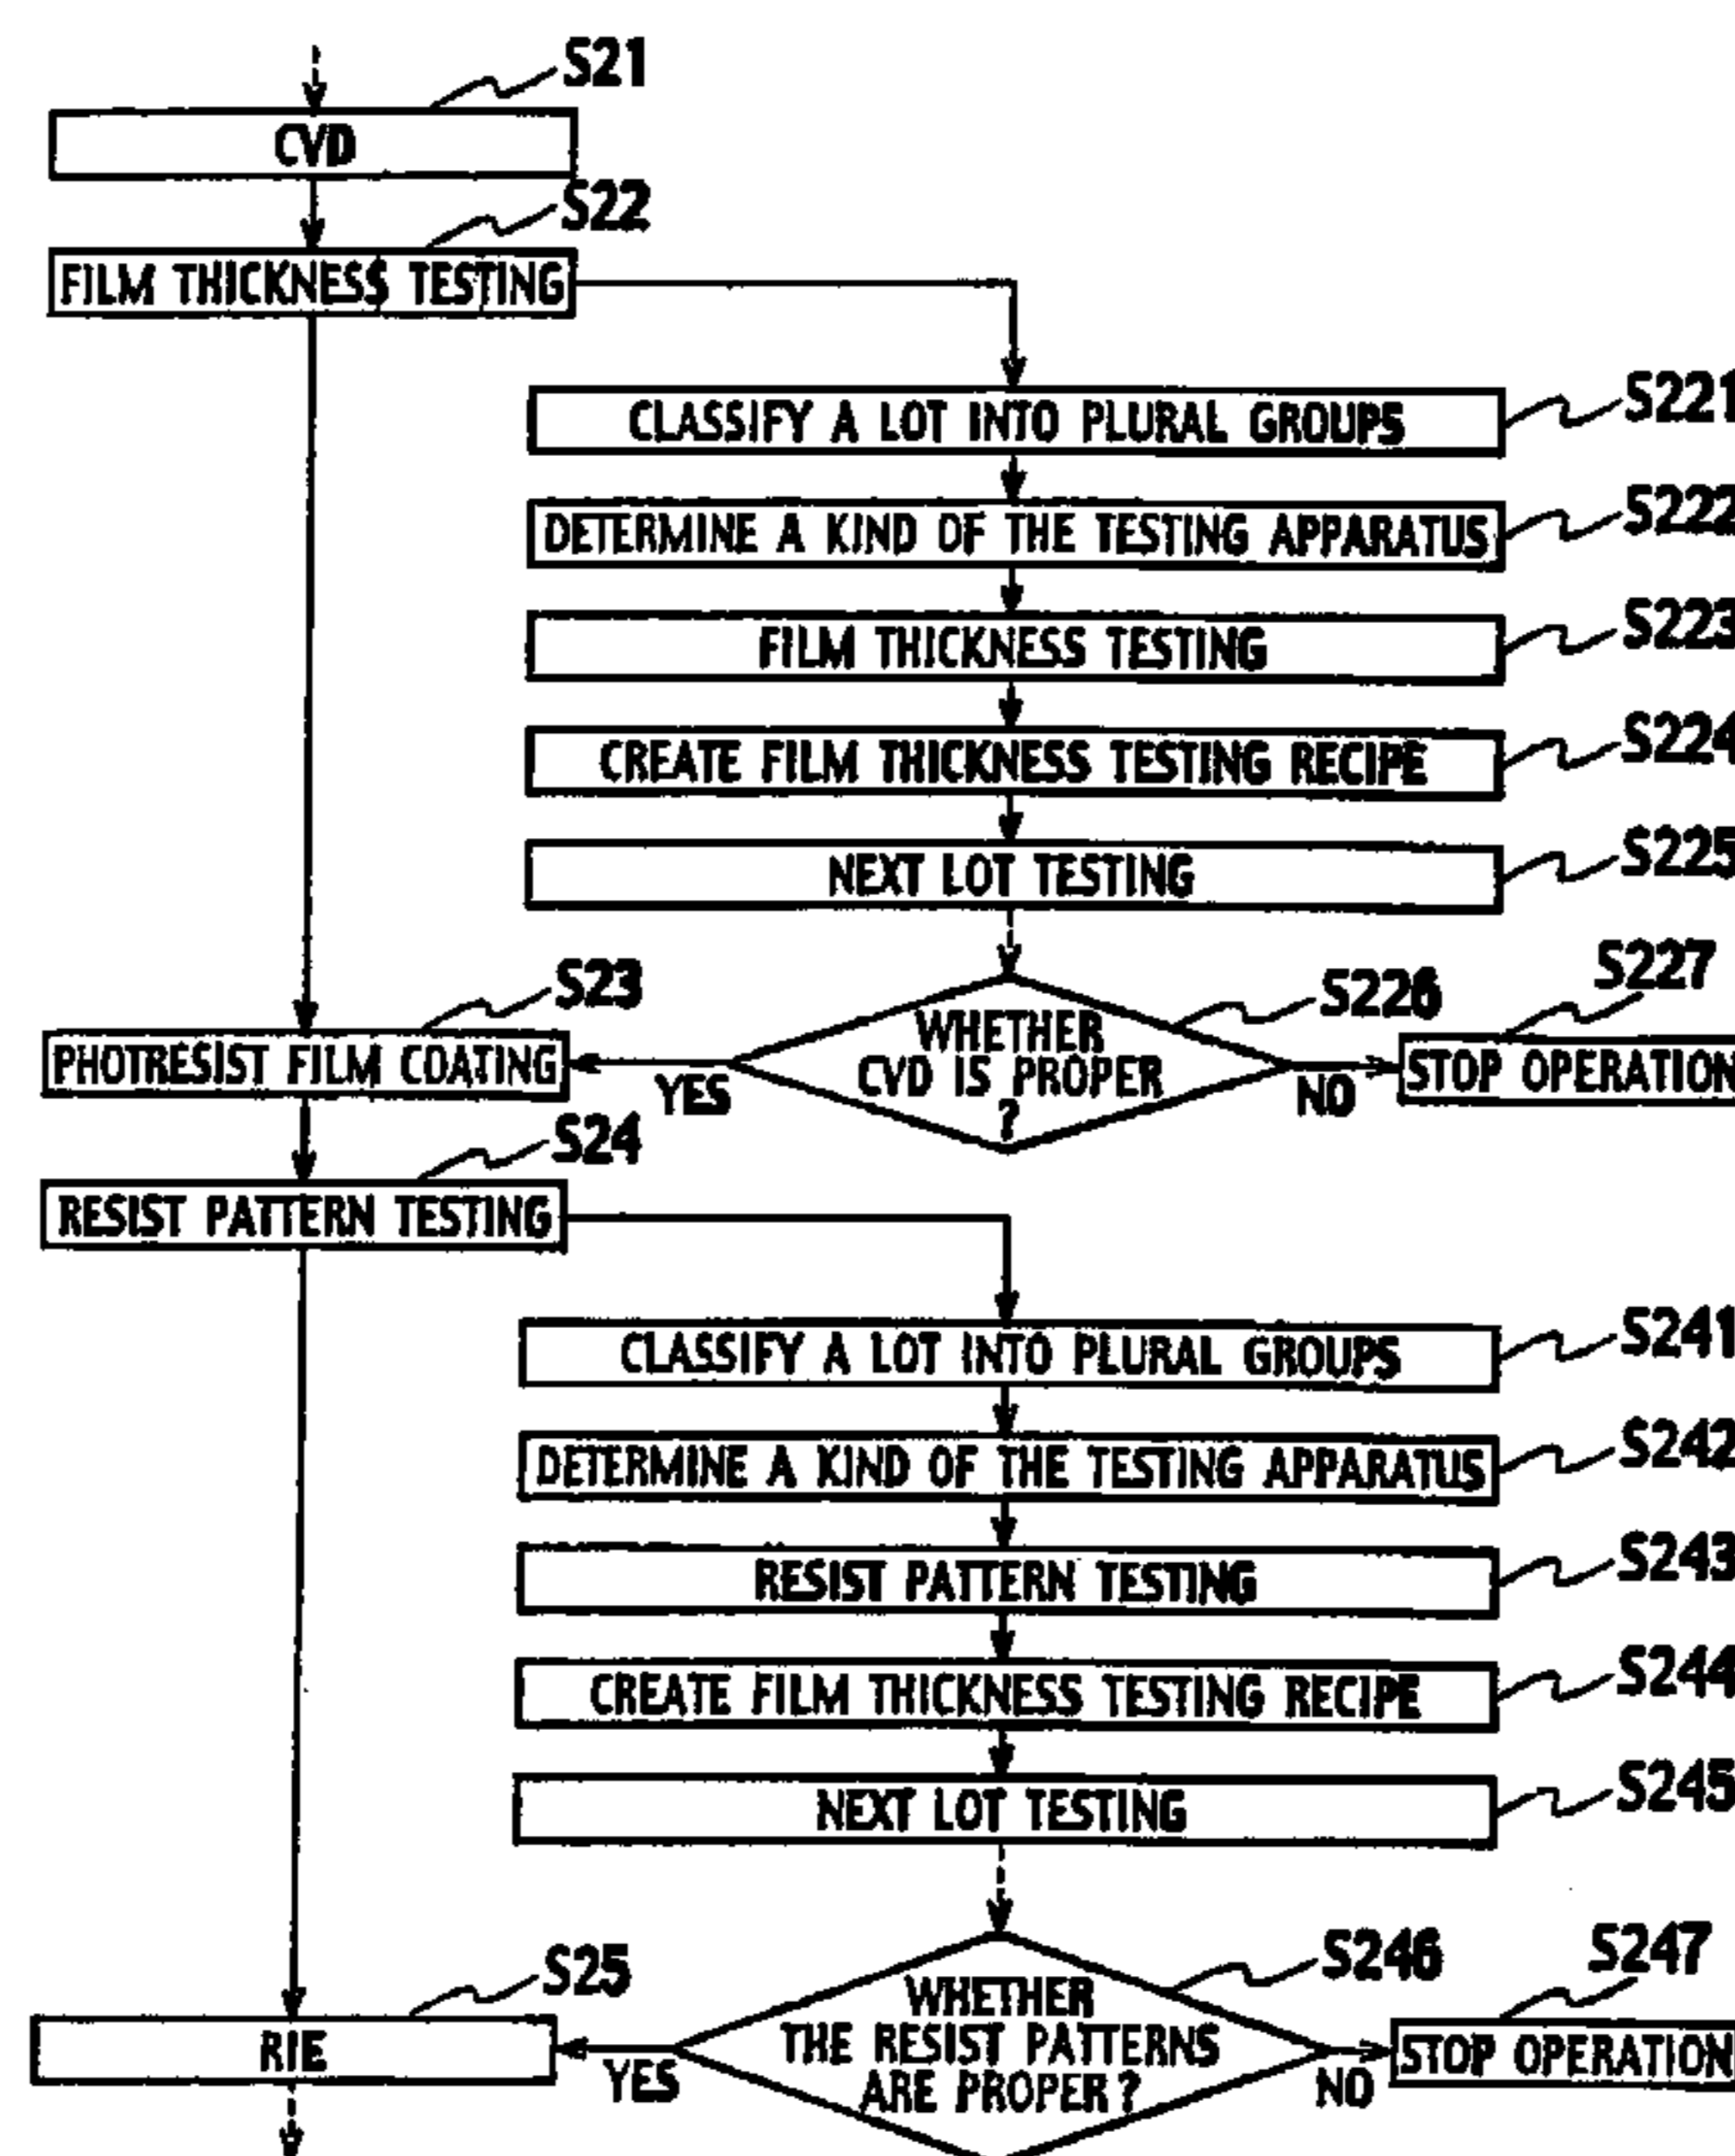 S21
CVD
S22
FILM THICKNESS TESTING
S221
CLASSIFY A LOT INTO PLURAL GROUPS
S222
DETERMINE A KIND OF THE TESTING APPARATUS
S223
FILM THICKNESS TESTING
S224
CREATE FILM THICKNESS TESTING RECIPE
S225
NEXT LOT TESTING
S23
PHOTRESIST FILM COATING
YES
WHETHER
CVD IS PROPER
?
S226
NO
S227
STOP OPERATION
S24
RESIST PATTERN TESTING
S241
CLASSIFY A LOT INTO PLURAL GROUPS
S242
DETERMINE A KIND OF THE TESTING APPARATUS
S243
RESIST PATTERN TESTING
S244
CREATE FILM THICKNESS TESTING RECIPE
S245
NEXT LOT TESTING
S25
RIE
YES
WHETHER
THE RESIST PATTERNS
ARE PROPER?
S246
NO
S247
STOP OPERATION